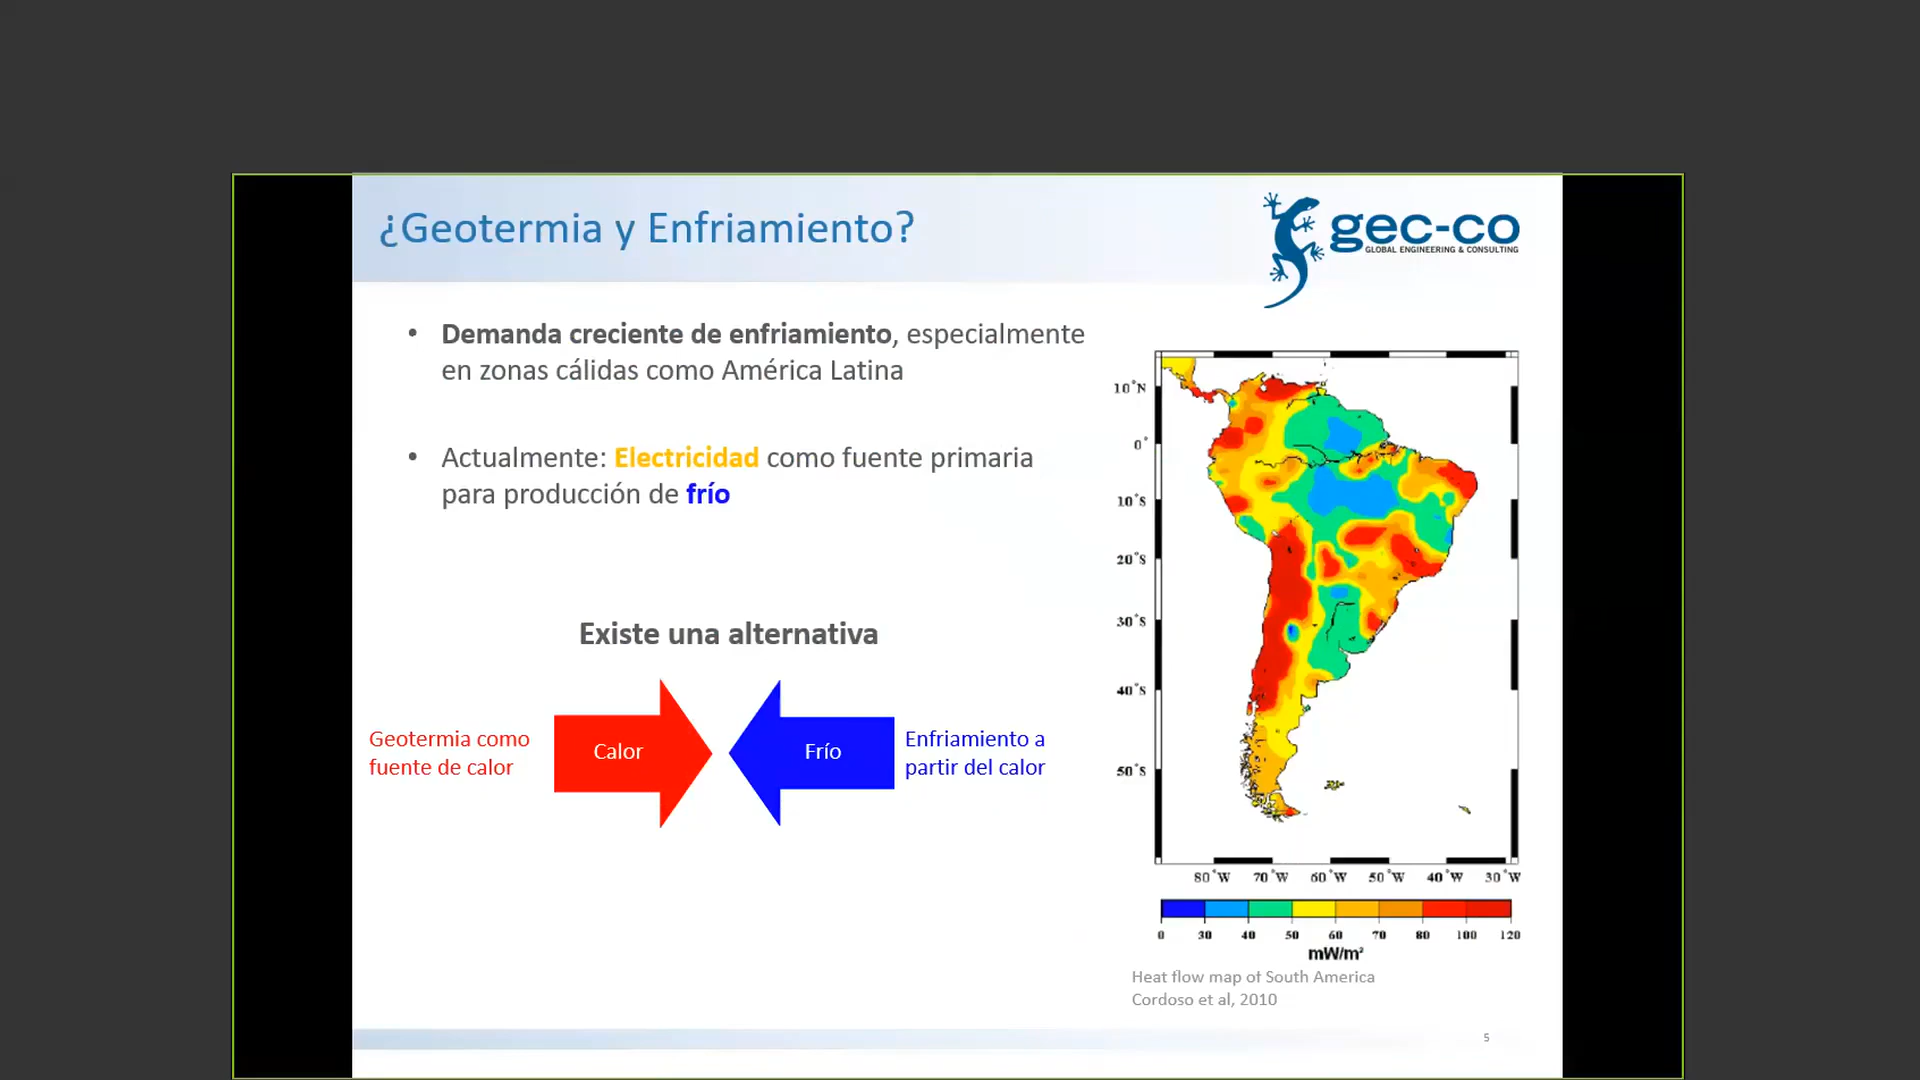 ¿Geotermia y Enfriamiento?
gec-co
GLOBAL ENGINEERING & CONSULTING
• Demanda creciente de enfriamiento, especialmente
en zonas cálidas como América Latina
• Actualmente: Electricidad como fuente primaria
para producción de frío
Existe una alternativa
Geotermia como
fuente de calor
Calor
Frío
Enfriamiento a
partir del calor
10°N
0°
10°S
20°S
30°S
40°S
50°S
80°W 70°W 60°W 50°W 40°W 30°W
0 30 40 50 60 70 80 100 120
mW/m²
Heat flow map of South America
Cordoso et al, 2010
5